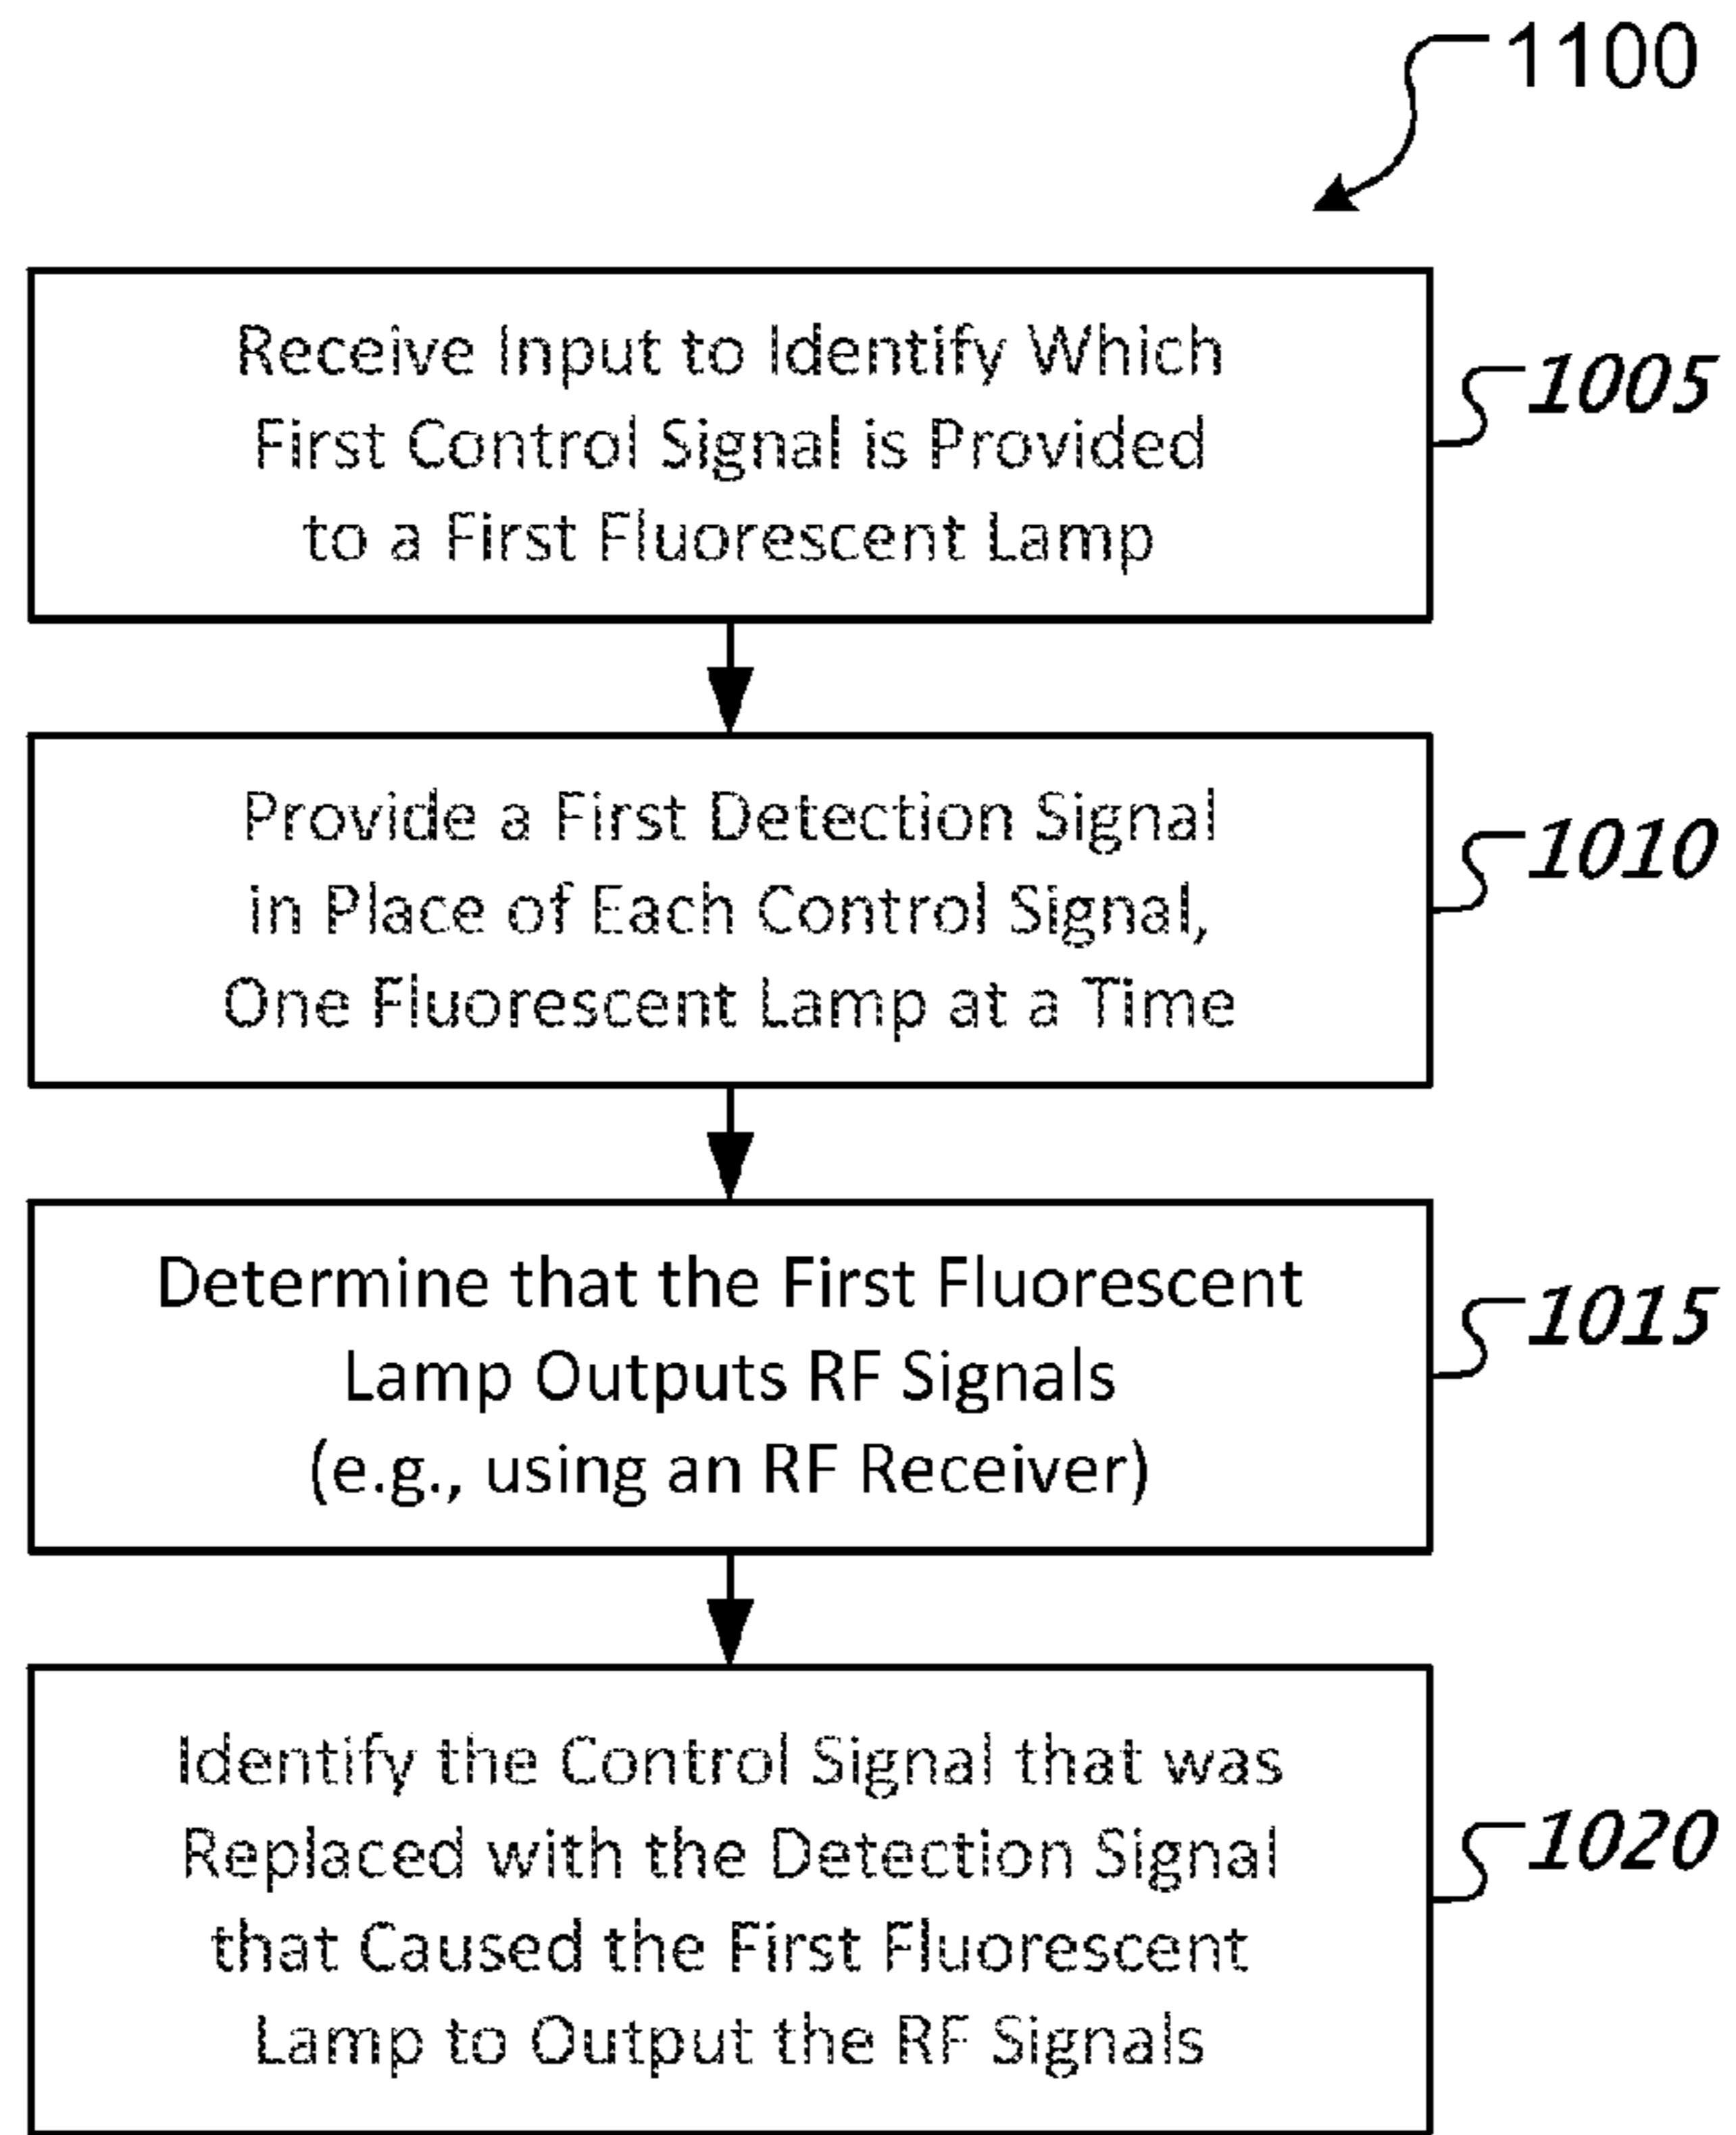 1100
Receive Input to Identify Which
First Control Signal is Provided
to a First Fluorescent Lamp
1005
Provide a First Detection Signal
in Place of Each Control Signal,
One Fluorescent Lamp at a Time
1010
Determine that the First Fluorescent
Lamp Outputs RF Signals
(e.g., using an RF Receiver)
1015
Identify the Control Signal that was
Replaced with the Detection Signal
that Caused the First Fluorescent
Lamp to Output the RF Signals
1020